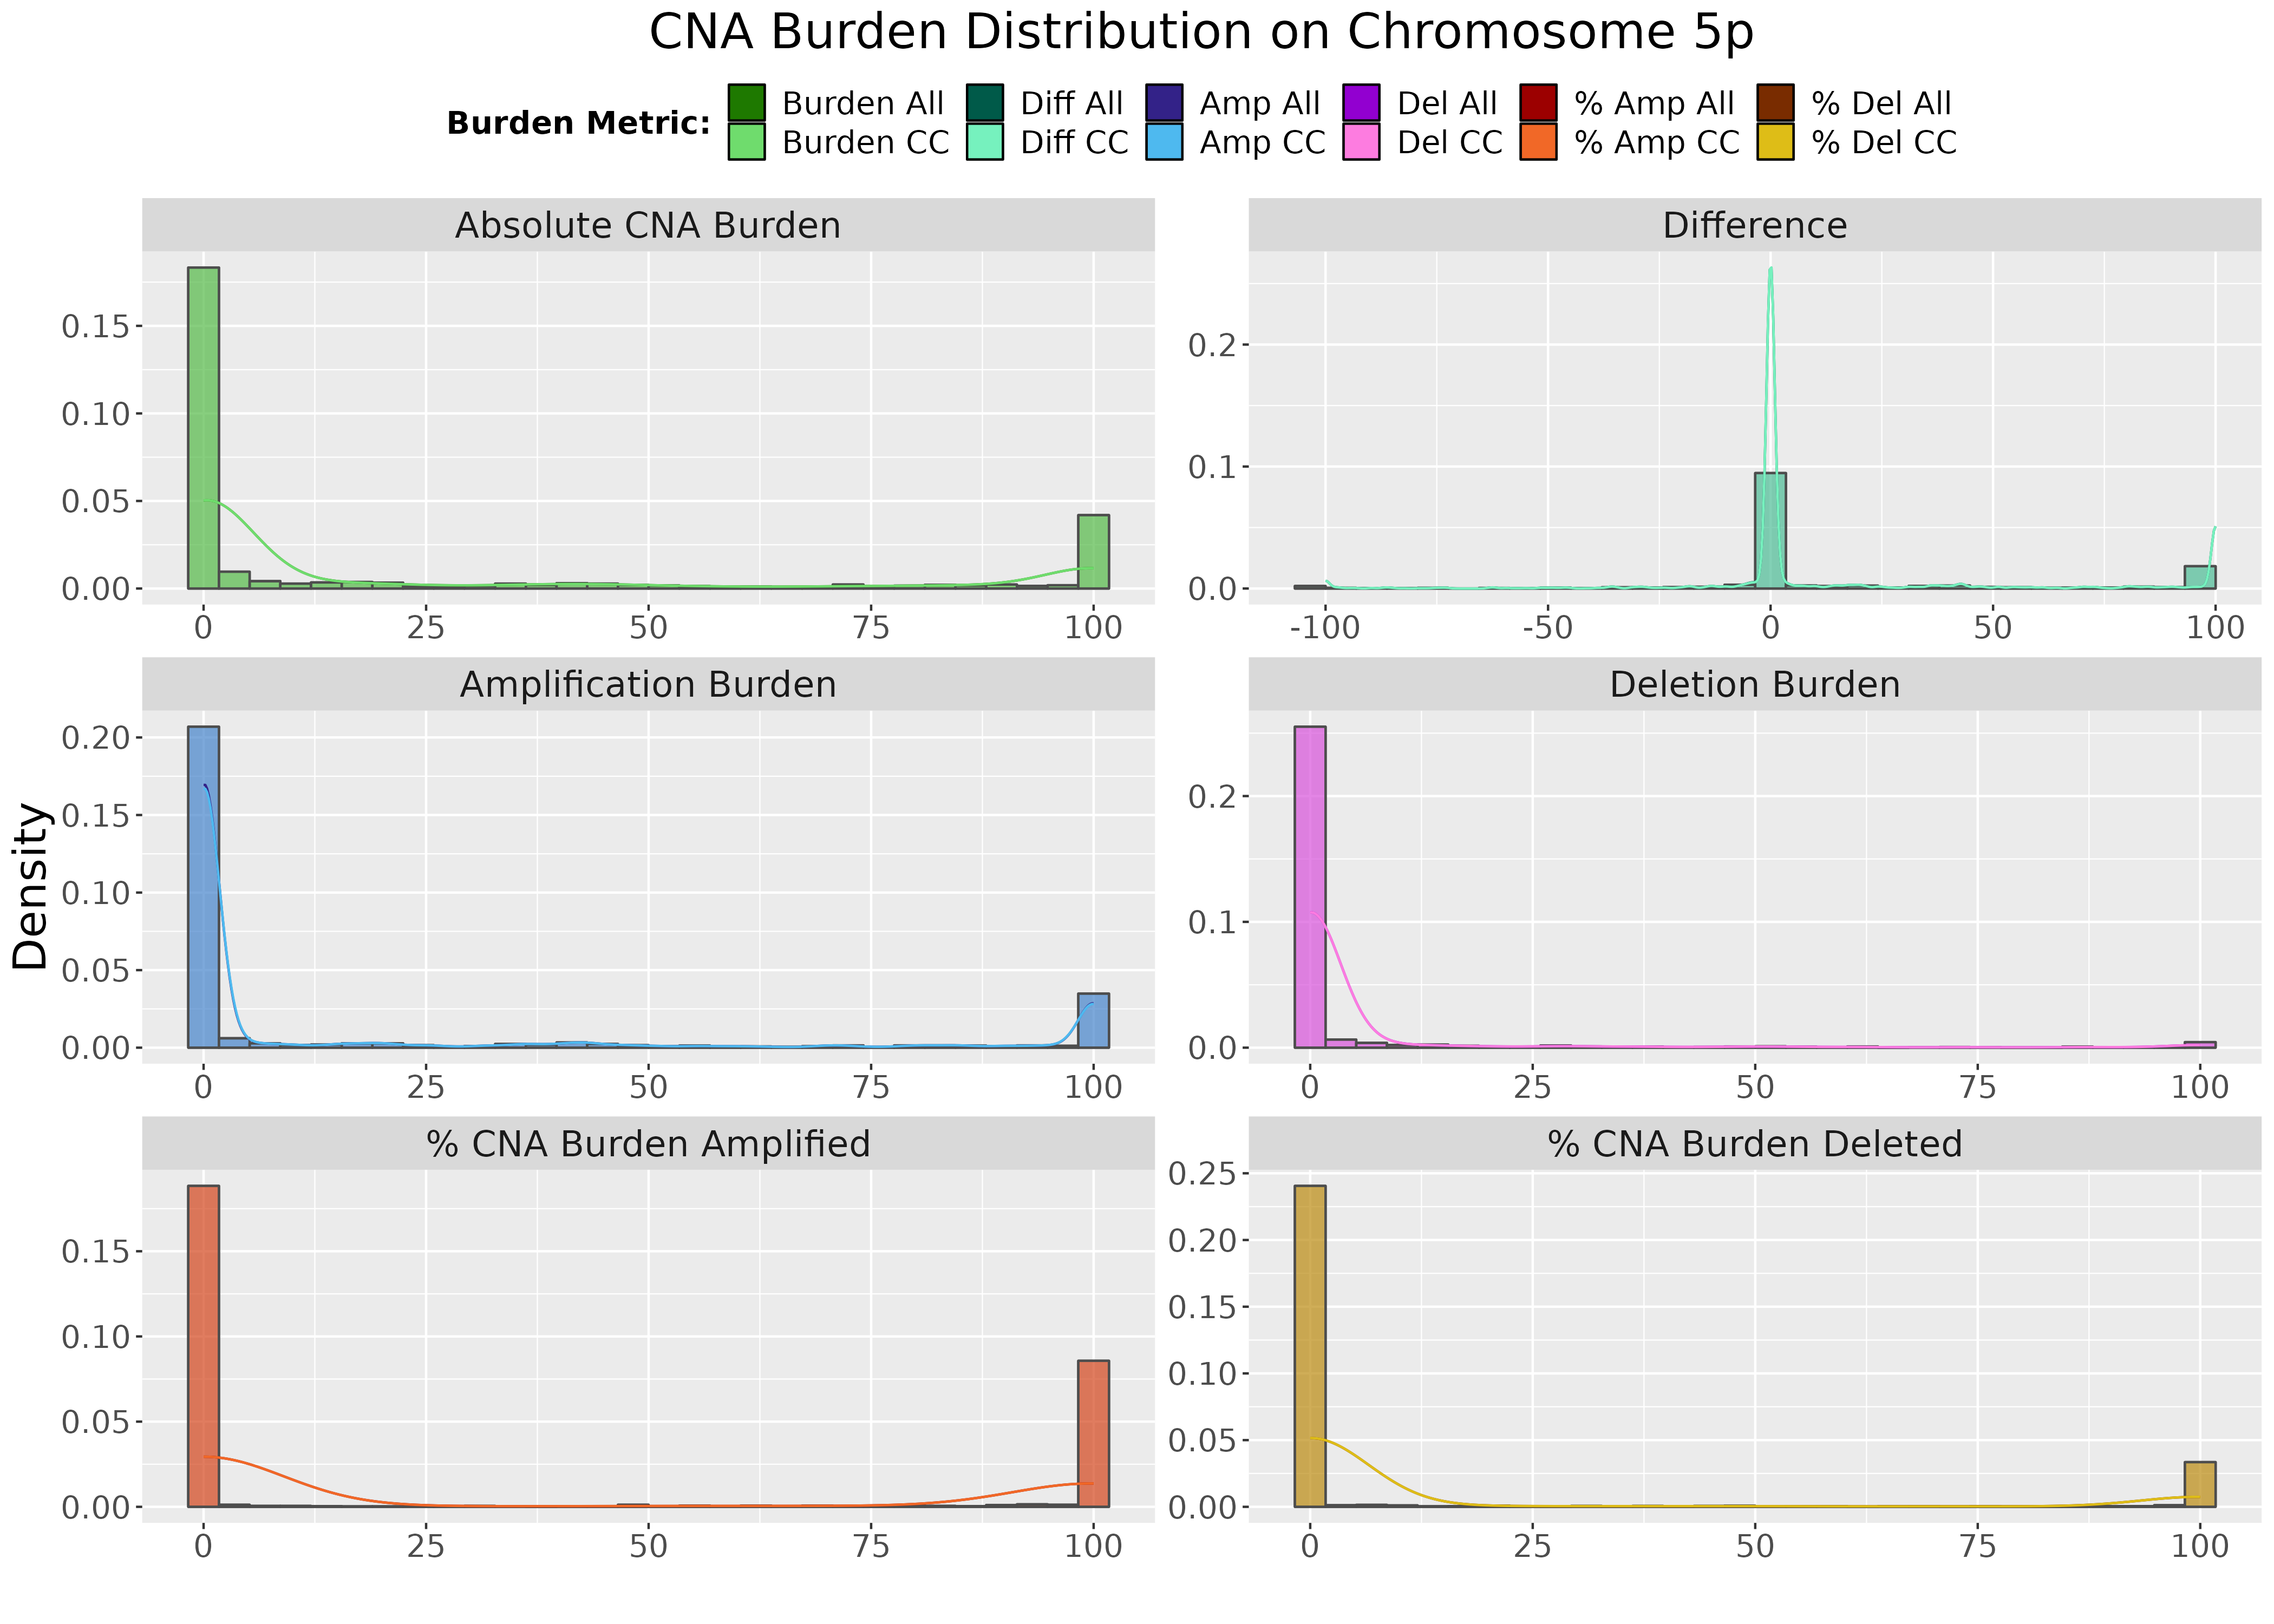 CNA Burden Distribution on Chromosome 5p
Burden Metric:
Burden All Diff All Amp All Del All % Amp All % Del All
Burden CC Diff CC Amp CC Del CC % Amp CC % Del CC
Absolute CNA Burden
0.15
0.10
0.05
0.00
0 25 50 75 100
Difference
0.2
0.1
0.0
-100 -50 0 50 100
Density
Amplification Burden
0.20
0.15
0.10
0.05
0.00
0 25 50 75 100
Deletion Burden
0.2
0.1
0.0
0 25 50 75 100
% CNA Burden Amplified
0.15
0.10
0.05
0.00
0 25 50 75 100
% CNA Burden Deleted
0.25
0.20
0.15
0.10
0.05
0.00
0 25 50 75 100